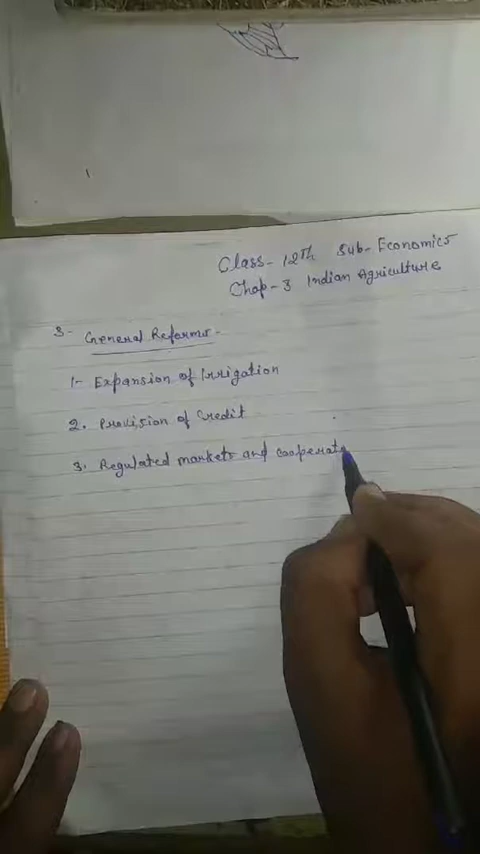 Class- 12th Sub- Economics
Chap-3 Indian Agriculture
3- General Reforms-
1- Expansion of Irrigation
2. Provision of Credit
3. Regulated markets and cooperate